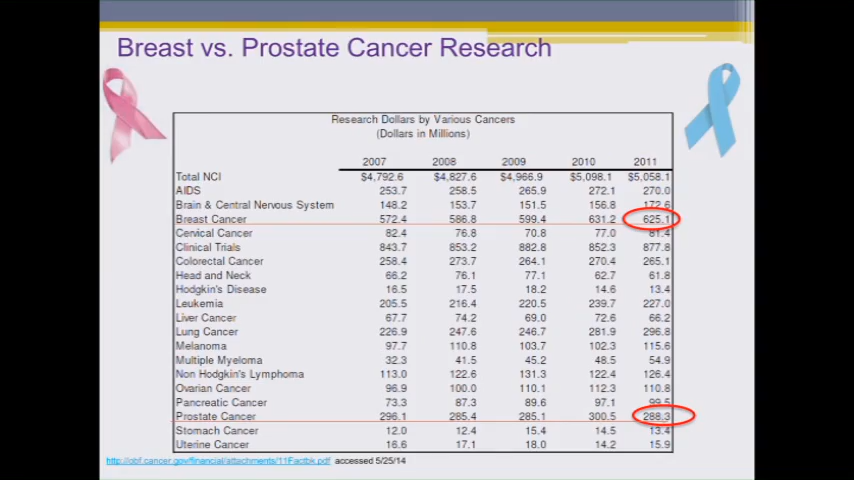 Breast vs. Prostate Cancer Research
Research Dollars by Various Cancers
(Dollars in Millions)
2007 2008 2009 2010 2011
Total NCI $4,792.6 $4,827.6 $4,966.9 $5,098.1 $5,058.1
AIDS 253.7 258.5 265.9 272.1 270.0
Brain & Central Nervous System 148.2 153.7 151.5 156.8 172.6
Breast Cancer 572.4 586.8 599.4 631.2 625.1
Cervical Cancer 82.4 76.8 70.8 77.0 81.4
Clinical Trials 843.7 853.2 882.8 852.3 877.8
Colorectal Cancer 258.4 273.7 264.1 270.4 265.1
Head and Neck 66.2 76.1 77.1 62.7 61.8
Hodgkin's Disease 16.5 17.5 18.2 14.6 13.4
Leukemia 205.5 216.4 220.5 239.7 227.0
Liver Cancer 67.7 74.2 69.0 72.6 66.2
Lung Cancer 226.9 247.6 246.7 281.9 296.8
Melanoma 97.7 110.8 103.7 102.3 115.6
Multiple Myeloma 32.3 41.5 45.2 48.5 54.9
Non Hodgkin's Lymphoma 113.0 122.6 131.3 122.4 126.4
Ovarian Cancer 96.9 100.0 110.1 112.3 110.8
Pancreatic Cancer 73.3 87.3 89.6 97.1 99.5
Prostate Cancer 296.1 285.4 285.1 300.5 288.3
Stomach Cancer 12.0 12.4 15.4 14.5 13.4
Uterine Cancer 16.6 17.1 18.0 14.2 15.9
http://obf.cancer.gov/financial/attachments/11Factbk.pdf accessed 5/25/14